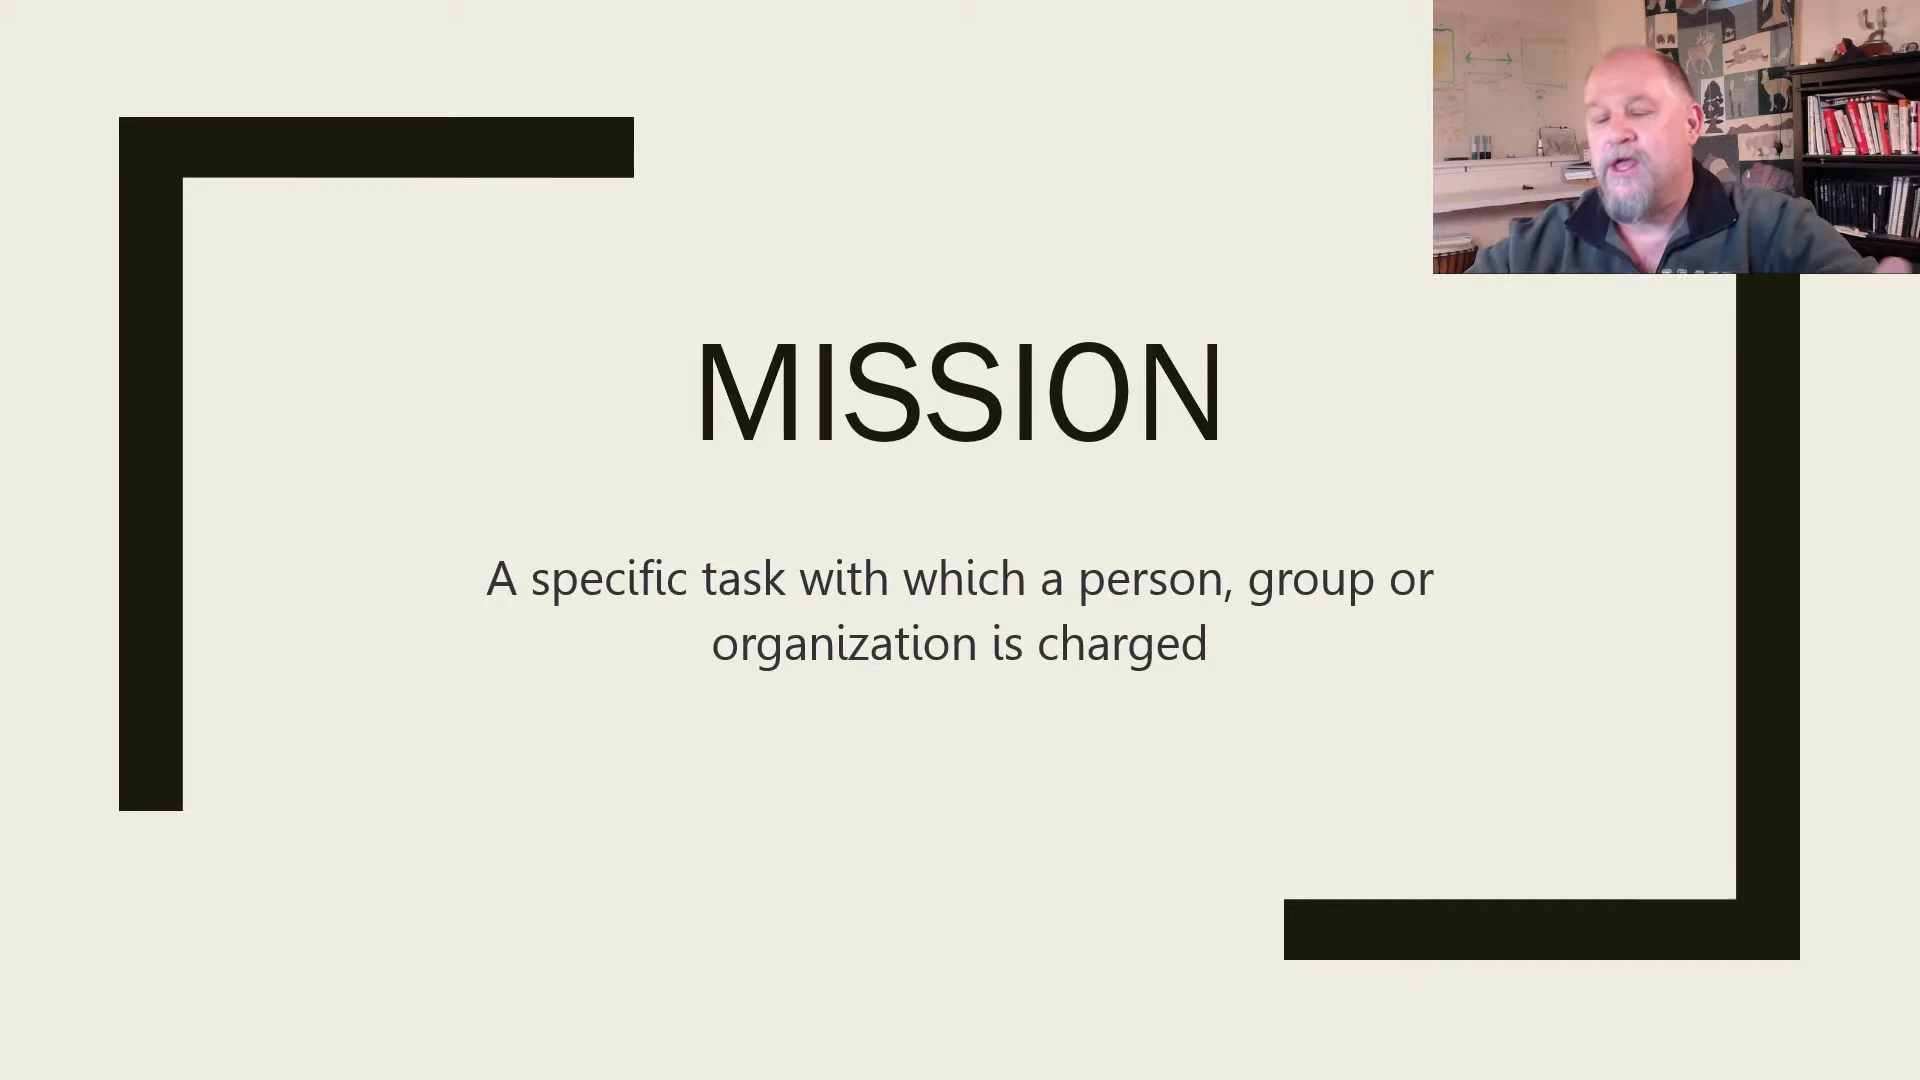 MISSION
A specific task with which a person, group or
organization is charged